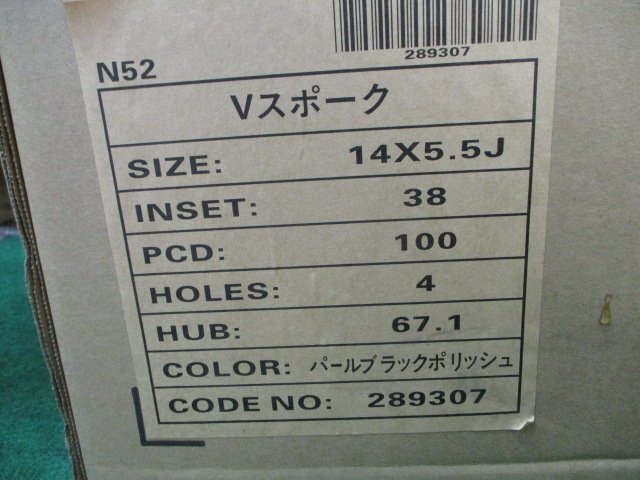 289307
N52
Vスポーク
SIZE: 14X5.5J
INSET: 38
PCD: 100
HOLES: 4
HUB: 67.1
COLOR: パールブラックポリッシュ
CODE NO: 289307